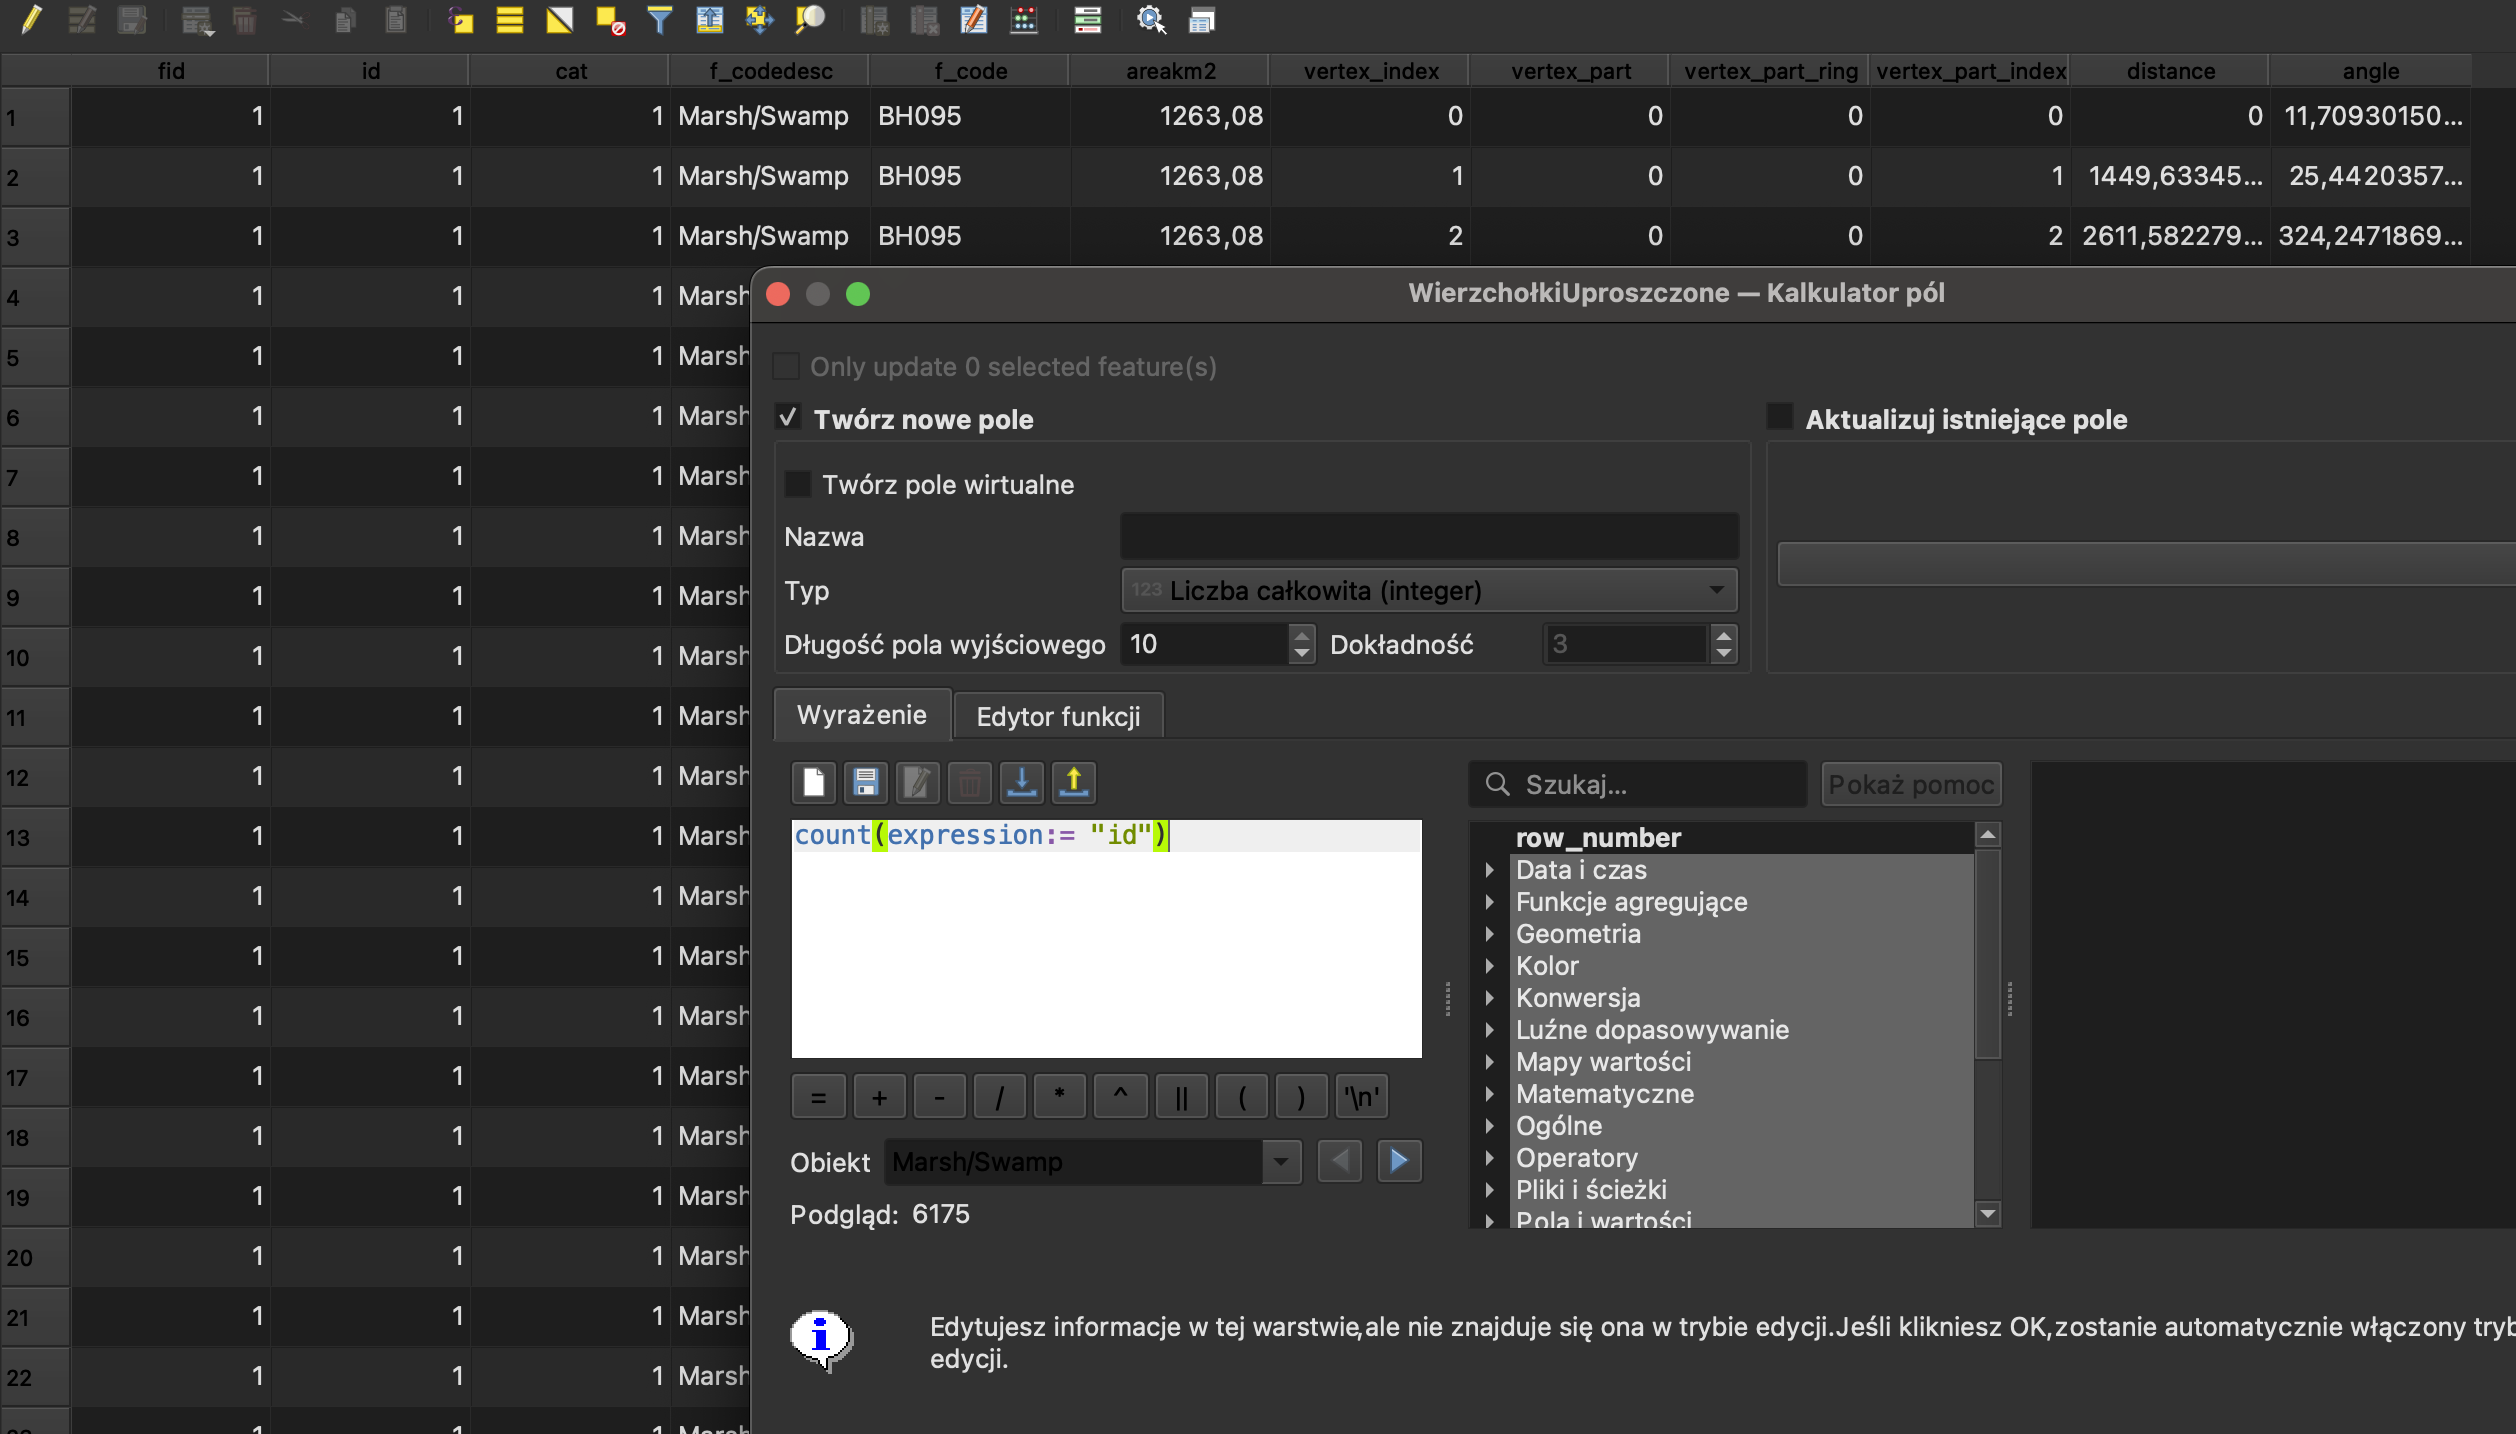 fid id cat f_codedesc f_code areakm2 vertex_index vertex_part vertex_part_ring vertex_part_index distance angle
1 1 1 1 Marsh/Swamp BH095 1263,08 0 0 0 0 0 11,70930150...
2 1 1 1 Marsh/Swamp BH095 1263,08 1 0 0 1 1449,63345... 25,4420357...
3 1 1 1 Marsh/Swamp BH095 1263,08 2 0 0 2 2611,582279... 324,2471869...
4 1 1 1 Marsh
5 1 1 1 Marsh
6 1 1 1 Marsh
7 1 1 1 Marsh
8 1 1 1 Marsh
9 1 1 1 Marsh
10 1 1 1 Marsh
11 1 1 1 Marsh
12 1 1 1 Marsh
13 1 1 1 Marsh
14 1 1 1 Marsh
15 1 1 1 Marsh
16 1 1 1 Marsh
17 1 1 1 Marsh
18 1 1 1 Marsh
19 1 1 1 Marsh
20 1 1 1 Marsh
21 1 1 1 Marsh
22 1 1 1 Marsh
WierzchołkiUproszczone — Kalkulator pól
Only update 0 selected feature(s)
Twórz nowe pole
Aktualizuj istniejące pole
Twórz pole wirtualne
Nazwa
Typ 123 Liczba całkowita (integer)
Długość pola wyjściowego 10 Dokładność 3
Wyrażenie Edytor funkcji
Szukaj... Pokaż pomoc
count(expression:= "id")
row_number
Data i czas
Funkcje agregujące
Geometria
Kolor
Konwersja
Luźne dopasowywanie
Mapy wartości
Matematyczne
Ogólne
Operatory
Pliki i ścieżki
Pola i wartości
= + - / * ^ || ( ) '\n'
Obiekt Marsh/Swamp
Podgląd: 6175
Edytujesz informacje w tej warstwie,ale nie znajduje się ona w trybie edycji.Jeśli klikniesz OK,zostanie automatycznie włączony tryb
edycji.